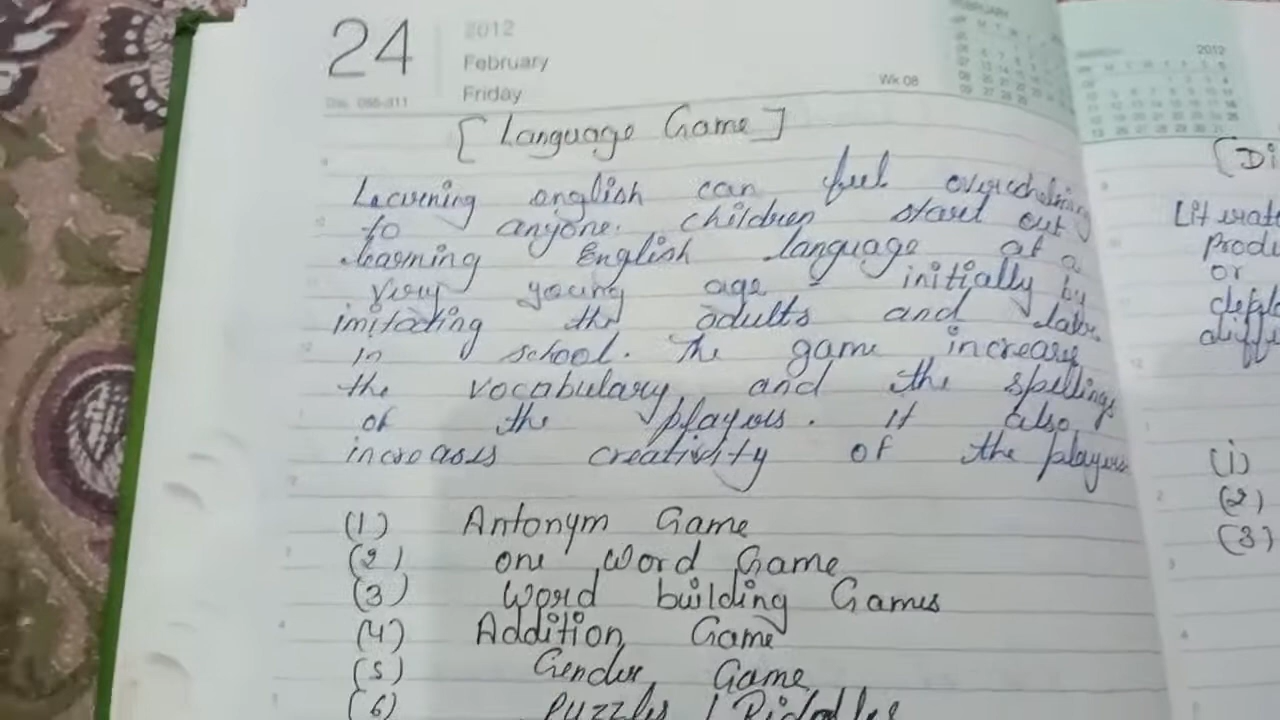 24
2012
February
Friday
Wk 08
FEBRUARY
2012
[Language Game]
Learning english can feel overwhelming
to anyone. children start out
learning English language at a
very young age - initially by
imitating the adults and later
in school. The game increase
the vocabulary and the spellings
of the players. It also
increases creativity of the players
(1) Antonym Game
(2) one word Game
(3) Word building Games
(4) Addition Game
(5) Gender Game
(6) Puzzles / Riddles
[Di
Literat
produ
or
diffe
(i)
(2)
(3)